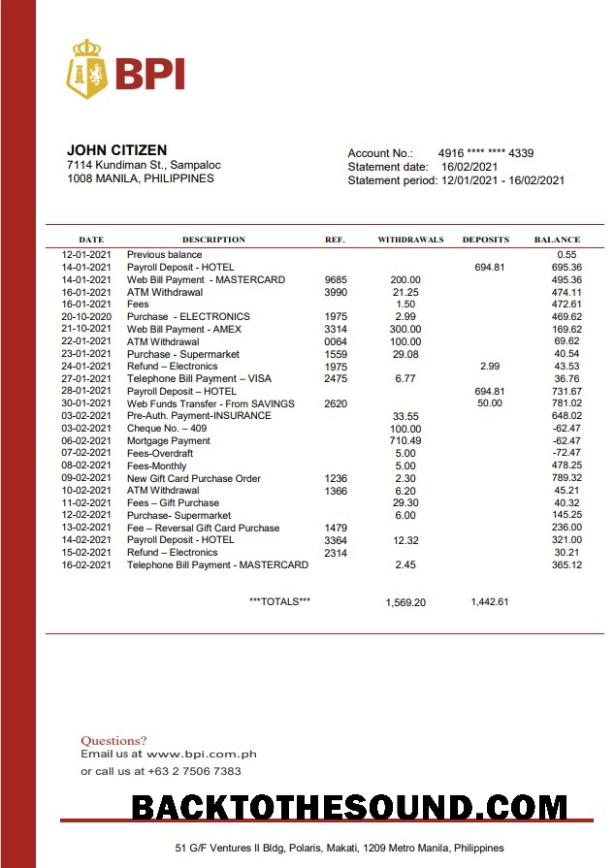 BPI
JOHN CITIZEN
7114 Kundiman St., Sampaloc
1008 MANILA, PHILIPPINES
Account No.: 4916 **** **** 4339
Statement date: 16/02/2021
Statement period: 12/01/2021 - 16/02/2021
DATE DESCRIPTION REF. WITHDRAWALS DEPOSITS BALANCE
12-01-2021 Previous balance 0.55
14-01-2021 Payroll Deposit - HOTEL 694.81 695.36
14-01-2021 Web Bill Payment - MASTERCARD 9685 200.00 495.36
16-01-2021 ATM Withdrawal 3990 21.25 474.11
16-01-2021 Fees 1.50 472.61
20-10-2020 Purchase - ELECTRONICS 1975 2.99 469.62
21-10-2021 Web Bill Payment - AMEX 3314 300.00 169.62
22-01-2021 ATM Withdrawal 0064 100.00 69.62
23-01-2021 Purchase - Supermarket 1559 29.08 40.54
24-01-2021 Refund – Electronics 1975 2.99 43.53
27-01-2021 Telephone Bill Payment – VISA 2475 6.77 36.76
28-01-2021 Payroll Deposit – HOTEL 694.81 731.67
30-01-2021 Web Funds Transfer - From SAVINGS 2620 50.00 781.02
03-02-2021 Pre-Auth. Payment-INSURANCE 33.55 648.02
03-02-2021 Cheque No. – 409 100.00 -62.47
06-02-2021 Mortgage Payment 710.49 -62.47
07-02-2021 Fees-Overdraft 5.00 -72.47
08-02-2021 Fees-Monthly 5.00 478.25
09-02-2021 New Gift Card Purchase Order 1236 2.30 789.32
10-02-2021 ATM Withdrawal 1366 6.20 45.21
11-02-2021 Fees – Gift Purchase 29.30 40.32
12-02-2021 Purchase- Supermarket 6.00 145.25
13-02-2021 Fee – Reversal Gift Card Purchase 1479 236.00
14-02-2021 Payroll Deposit - HOTEL 3364 12.32 321.00
15-02-2021 Refund – Electronics 2314 30.21
16-02-2021 Telephone Bill Payment - MASTERCARD 2.45 365.12
***TOTALS*** 1,569.20 1,442.61
Questions?
Email us at www.bpi.com.ph
or call us at +63 2 7506 7383
BACKTOTHESOUND.COM
51 G/F Ventures II Bldg, Polaris, Makati, 1209 Metro Manila, Philippines